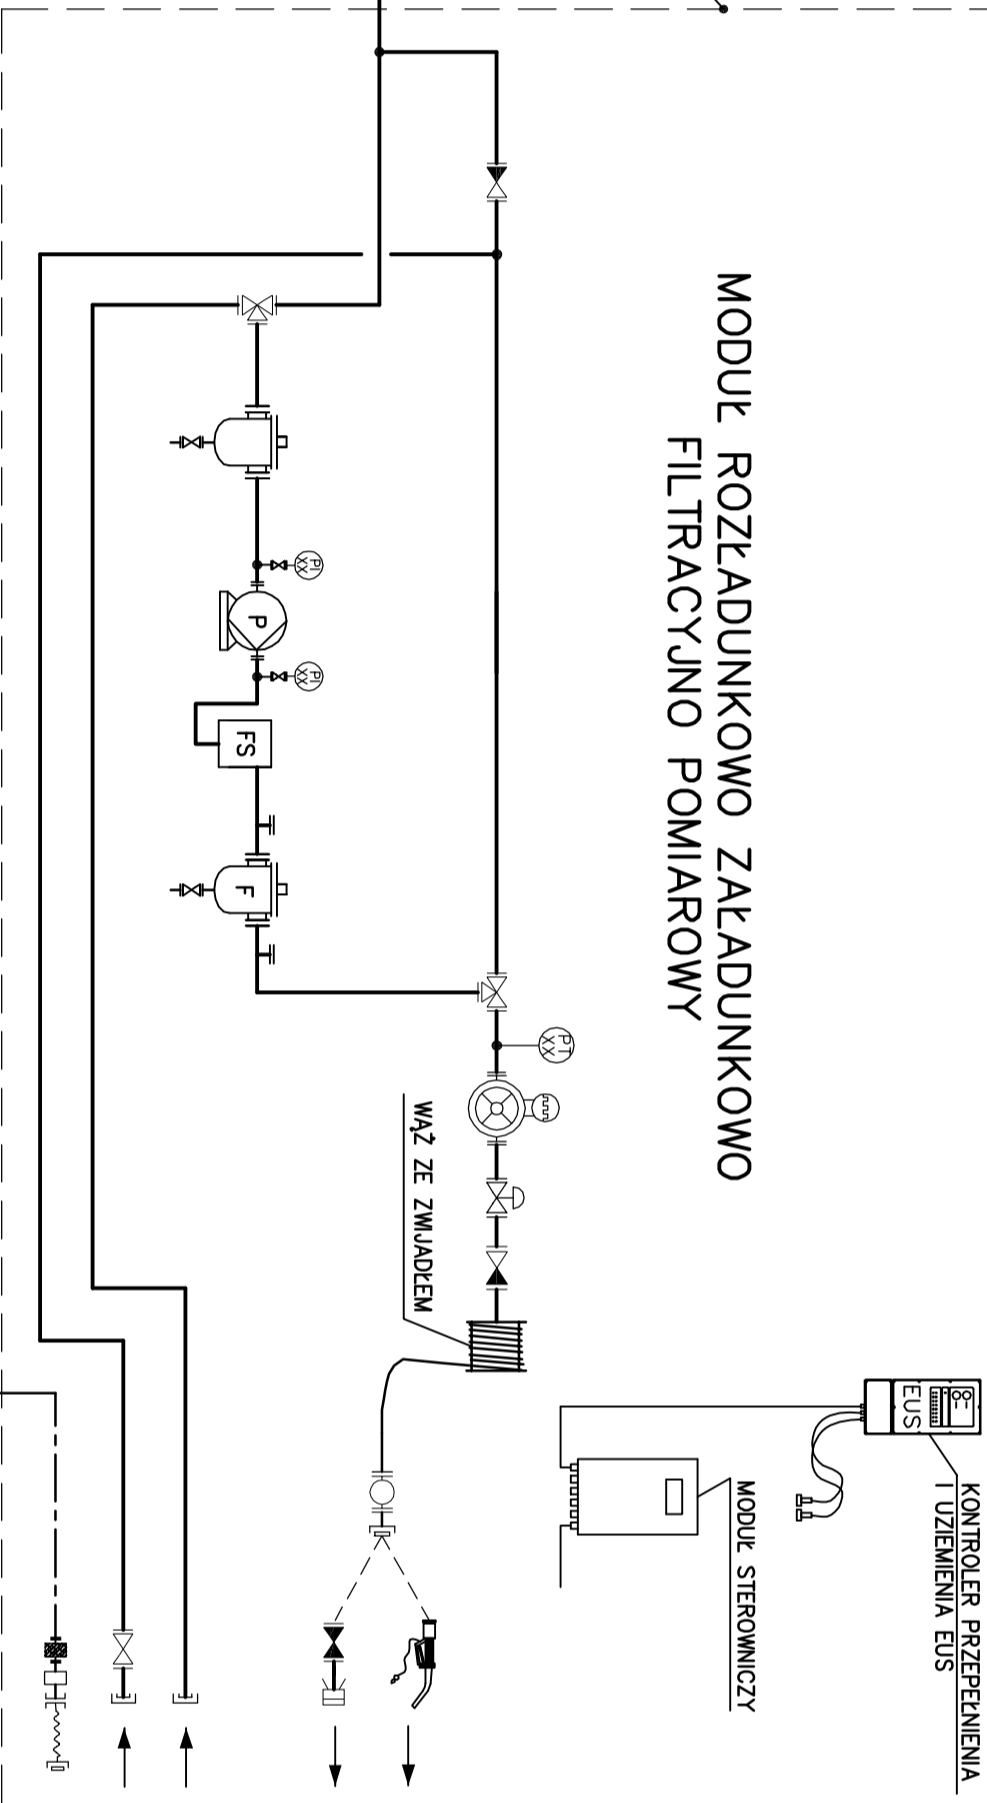 MODUŁ ROZŁADUNKOWO ZAŁADUNKOWO
FILTRACYJNO POMIAROWY
KONTROLER PRZEPEŁNIENIA
I UZIEMIENIA EUS
EUS
MODUŁ STEROWNICZY
WĄŻ ZE ZWIJADŁEM
PT
XX
PI
XX
P
PI
XX
FS
F